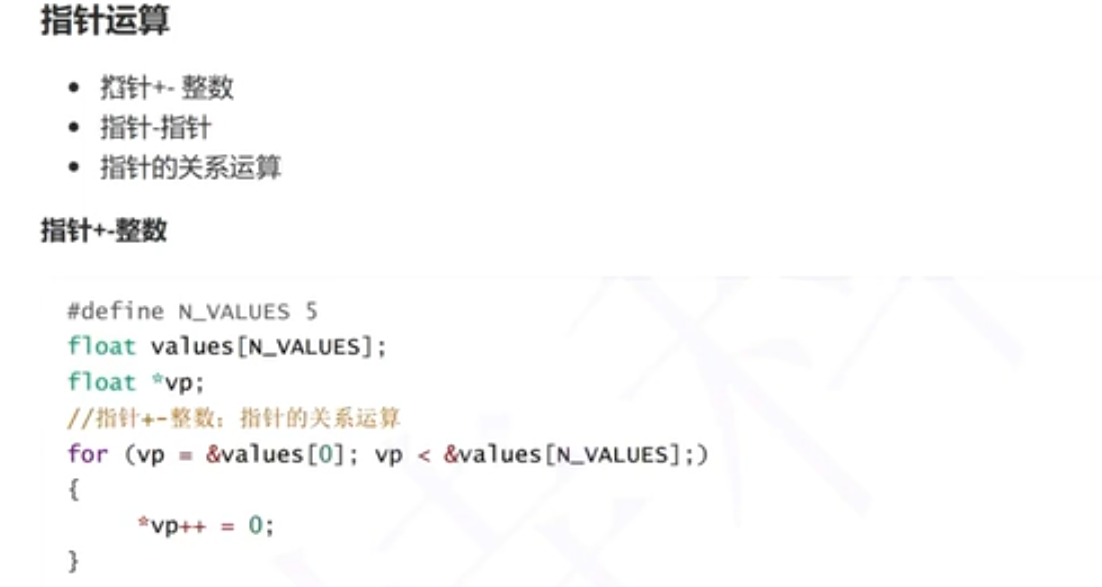 指针运算
指针+- 整数
指针-指针
指针的关系运算
指针+-整数
#define N_VALUES 5
float values[N_VALUES];
float *vp;
//指针+-整数；指针的关系运算
for (vp = &values[0]; vp < &values[N_VALUES];)
{
*vp++ = 0;
}